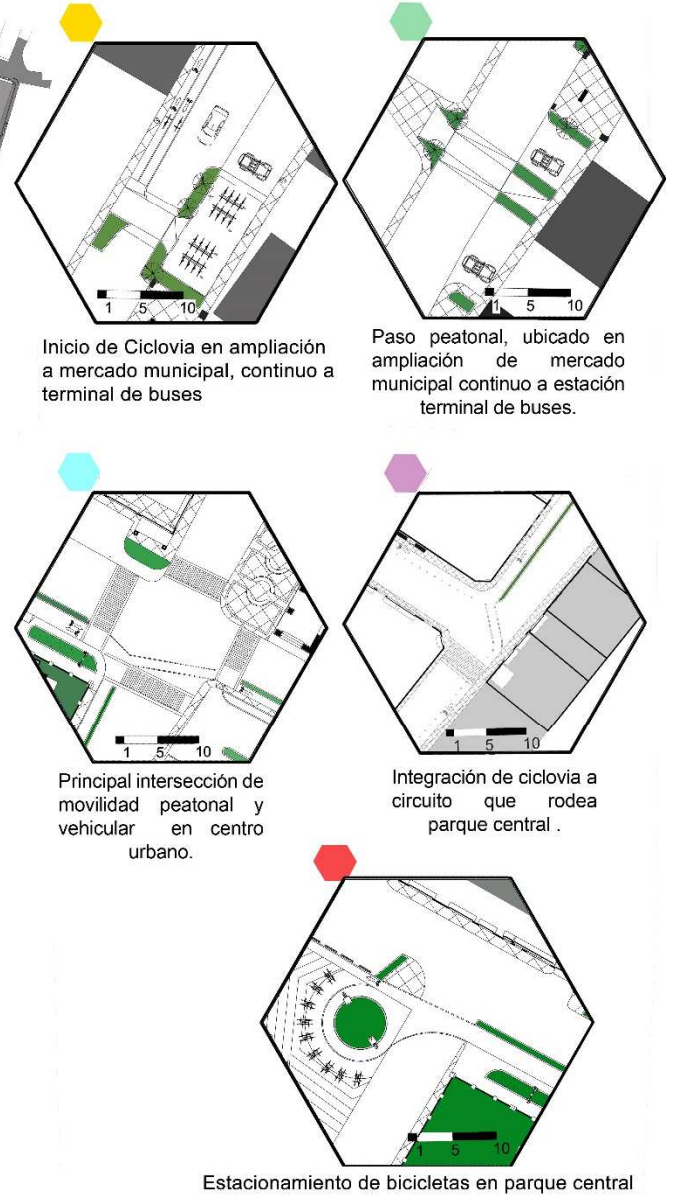 1 5 10
Inicio de Ciclovia en ampliación
a mercado municipal, continuo a
terminal de buses
1 5 10
Paso peatonal, ubicado en
ampliación de mercado
municipal continuo a estación
terminal de buses.
1 5 10
Principal intersección de
movilidad peatonal y
vehicular en centro
urbano.
1 5 10
Integración de ciclovia a
circuito que rodea
parque central .
1 5 10
Estacionamiento de bicicletas en parque central